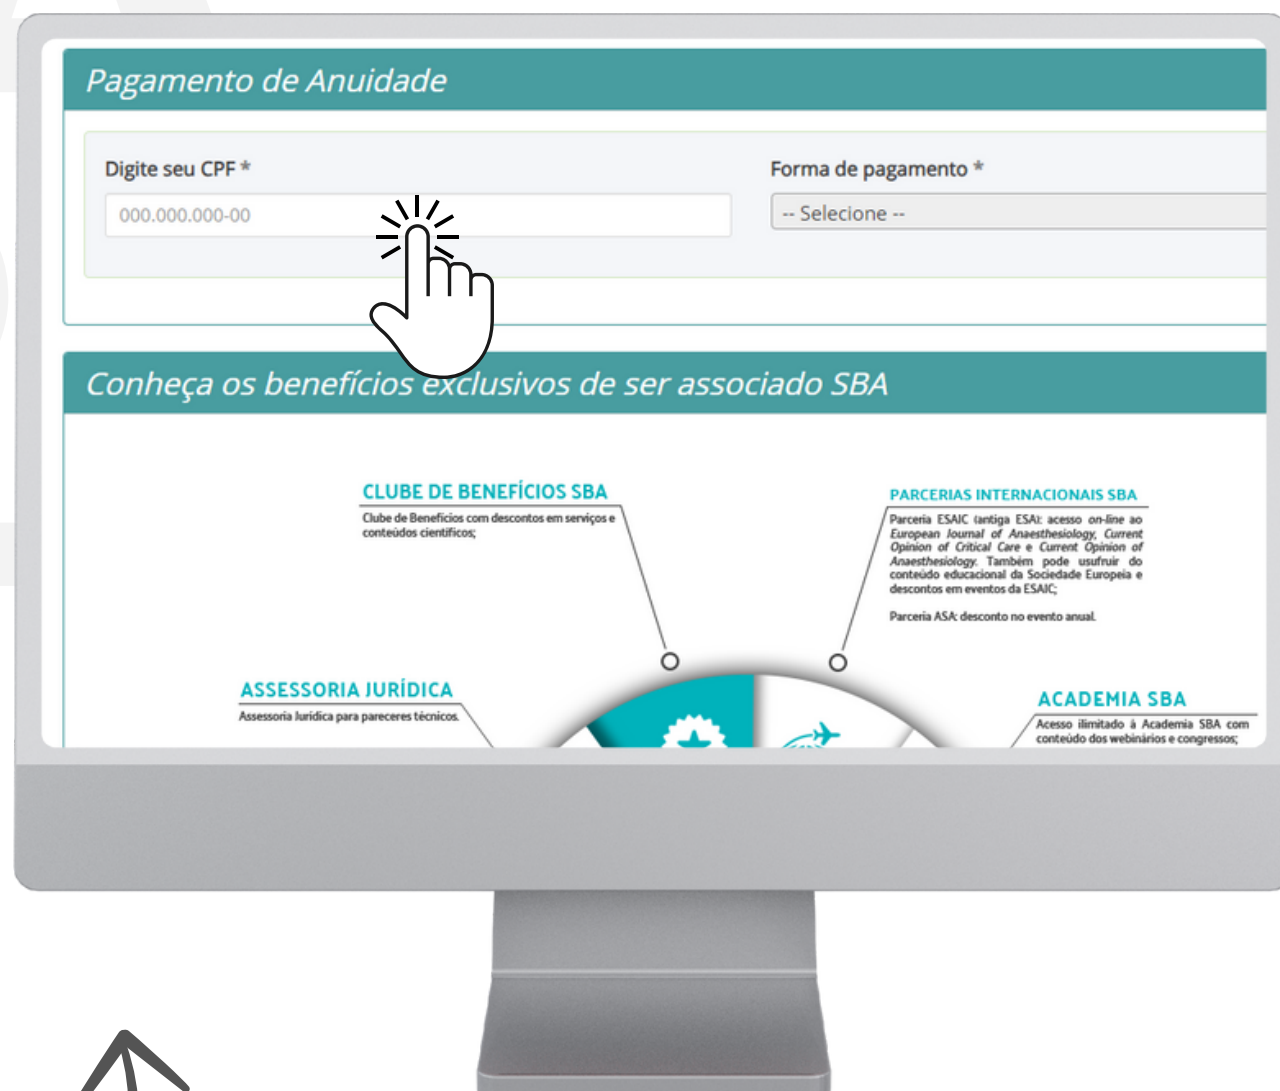 Pagamento de Anuidade
Digite seu CPF *
Forma de pagamento *
000.000.000-00
-- Selecione --
Conheça os benefícios exclusivos de ser associado SBA
CLUBE DE BENEFÍCIOS SBA
Clube de Benefícios com descontos em serviços e
conteúdos científicos;
PARCERIAS INTERNACIONAIS SBA
Parceria ESAIC (antiga ESA): acesso on-line ao
European Journal of Anaesthesiology, Current
Opinion of Critical Care e Current Opinion of
Anaesthesiology. Também pode usufruir do
conteúdo educacional da Sociedade Europeia e
descontos em eventos da ESAIC;
Parceria ASA: desconto no evento anual.
ASSESSORIA JURÍDICA
Assessoria Jurídica para pareceres técnicos.
ACADEMIA SBA
Acesso ilimitado à Academia SBA com
conteúdo dos webinários e congressos;